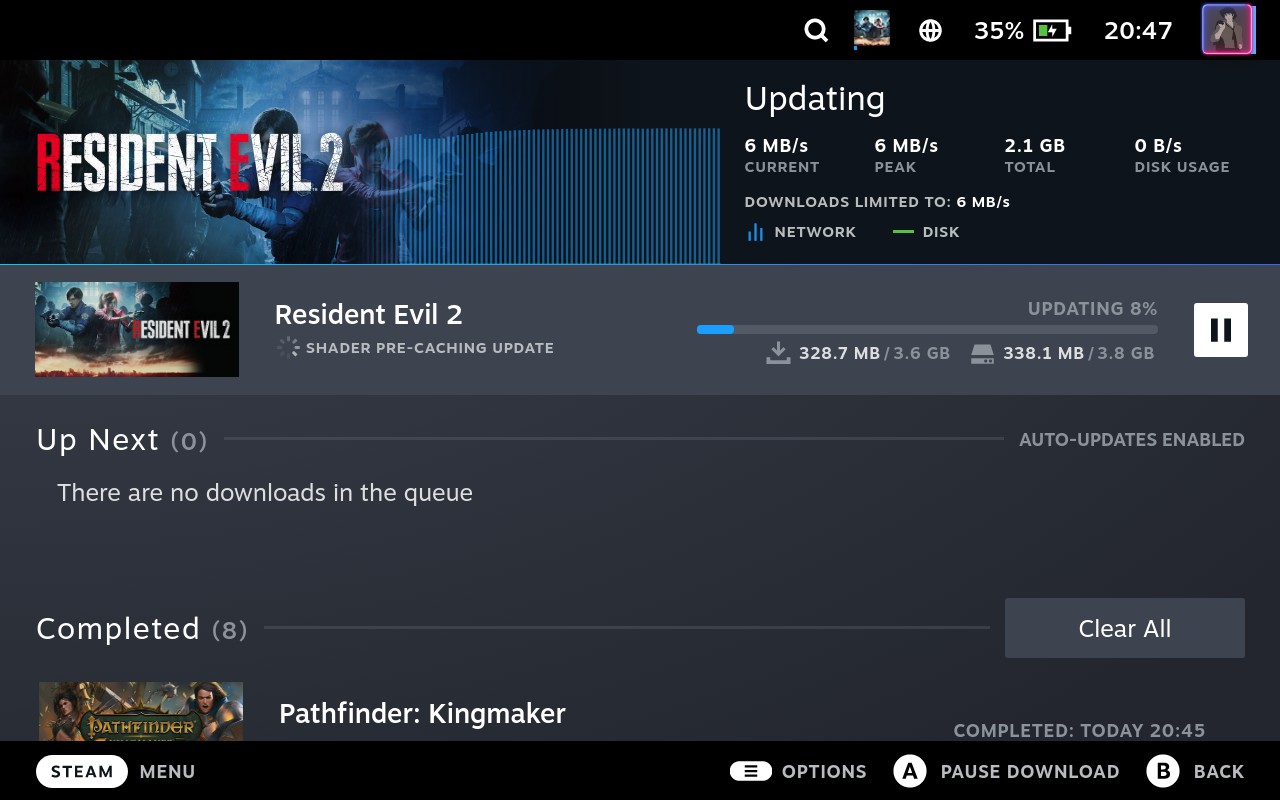 35%
20:47
RESIDENT EVIL 2
Updating
6 MB/s 6 MB/s 2.1 GB 0 B/s
CURRENT PEAK TOTAL DISK USAGE
DOWNLOADS LIMITED TO: 6 MB/s
NETWORK DISK
RESIDENT EVIL 2
Resident Evil 2
SHADER PRE-CACHING UPDATE
UPDATING 8%
328.7 MB / 3.6 GB 338.1 MB / 3.8 GB
Up Next (0) AUTO-UPDATES ENABLED
There are no downloads in the queue
Completed (8) Clear All
PATHFINDER
Pathfinder: Kingmaker
COMPLETED: TODAY 20:45
STEAM MENU OPTIONS A PAUSE DOWNLOAD B BACK